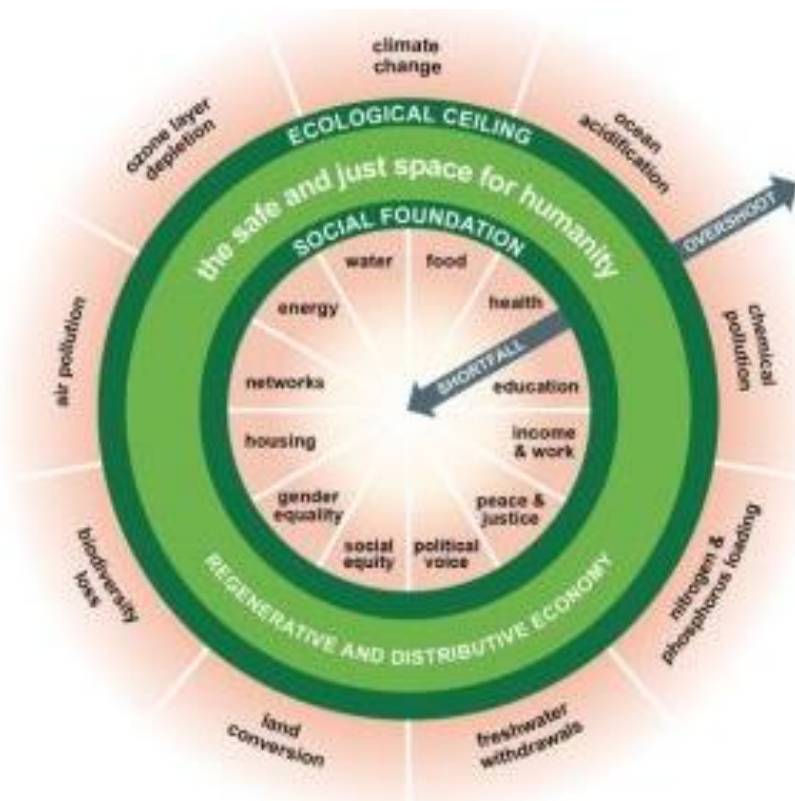 climate
change
ocean
acidification
chemical
pollution
nitrogen &
phosphorus loading
freshwater
withdrawals
land
conversion
biodiversity
loss
air pollution
ozone layer
depletion
OVERSHOOT
ECOLOGICAL CEILING
the safe and just space for humanity
SOCIAL FOUNDATION
water
food
health
SHORTFALL
education
income
& work
peace &
justice
political
voice
social
equity
gender
equality
housing
networks
energy
REGENERATIVE AND DISTRIBUTIVE ECONOMY